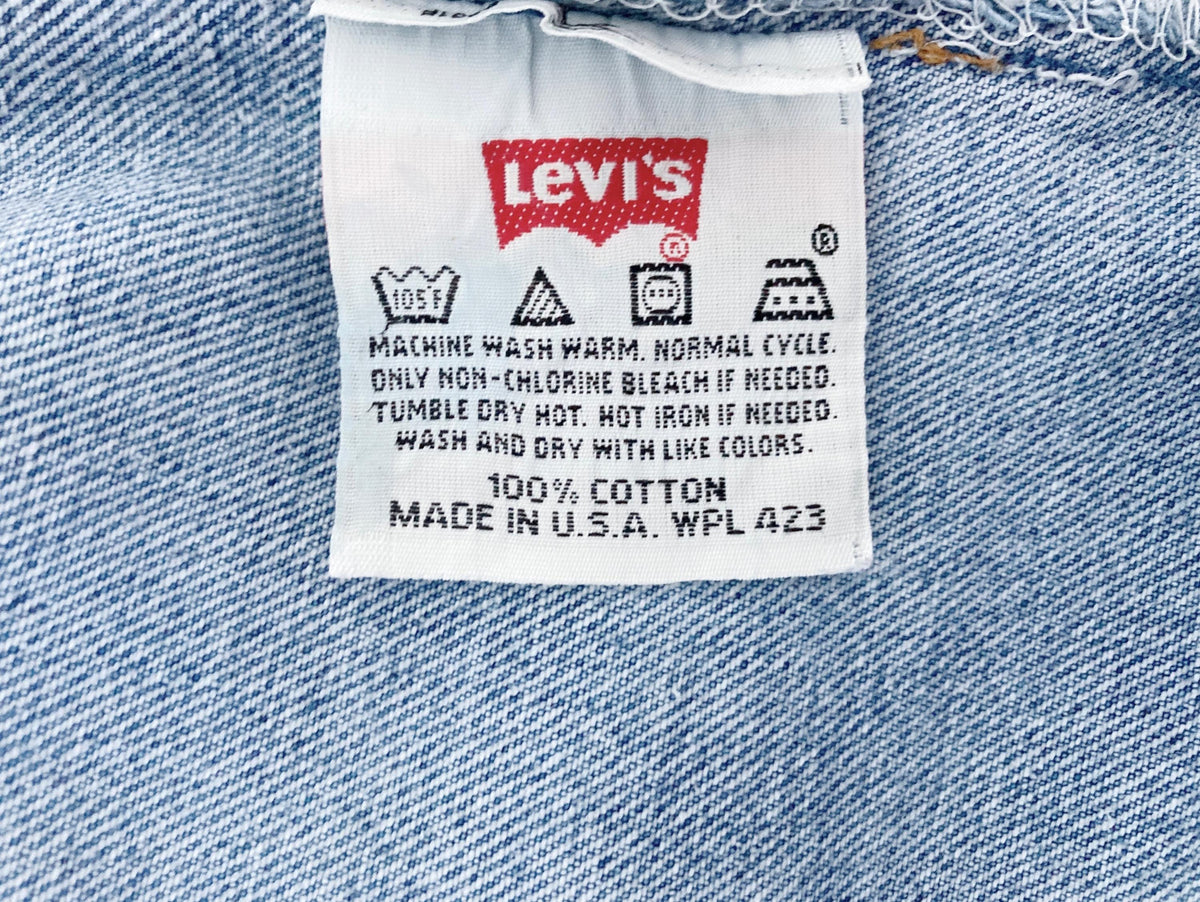 Levi's
®
®
105F
MACHINE WASH WARM. NORMAL CYCLE.
ONLY NON-CHLORINE BLEACH IF NEEDED.
TUMBLE DRY HOT. HOT IRON IF NEEDED.
WASH AND DRY WITH LIKE COLORS.
100% COTTON
MADE IN U.S.A. WPL 423